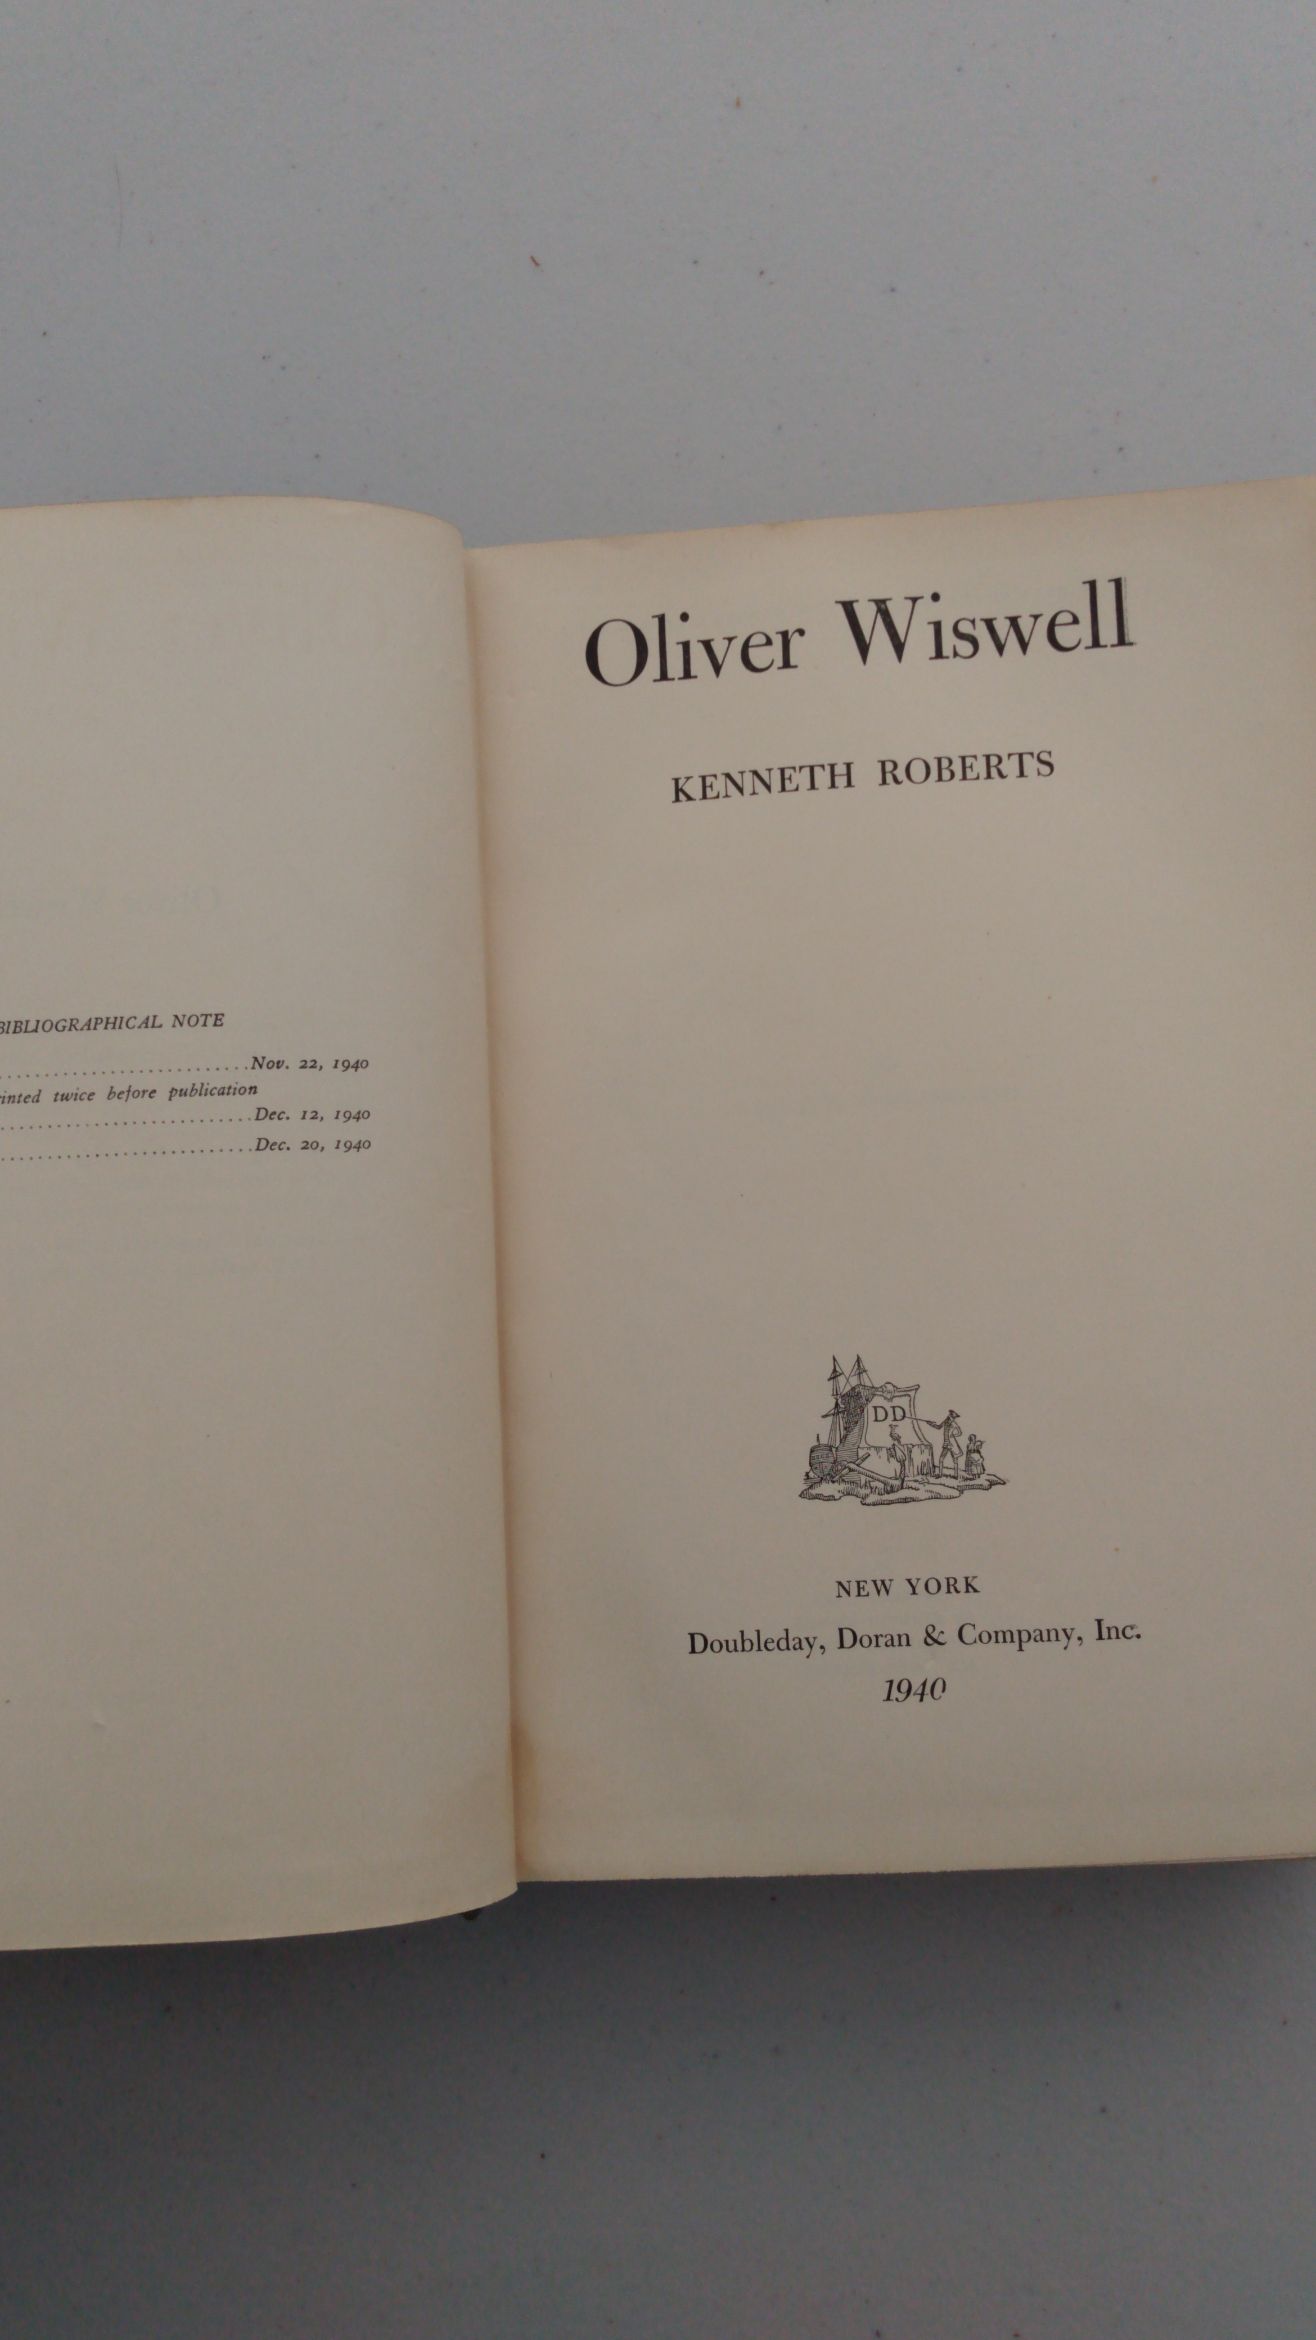 BIBLIOGRAPHICAL NOTE
............................Nov. 22, 1940
twice before publication
............................Dec. 12, 1940
............................Dec. 20, 1940
Oliver Wiswell
KENNETH ROBERTS
DD
NEW YORK
Doubleday, Doran & Company, Inc.
1940